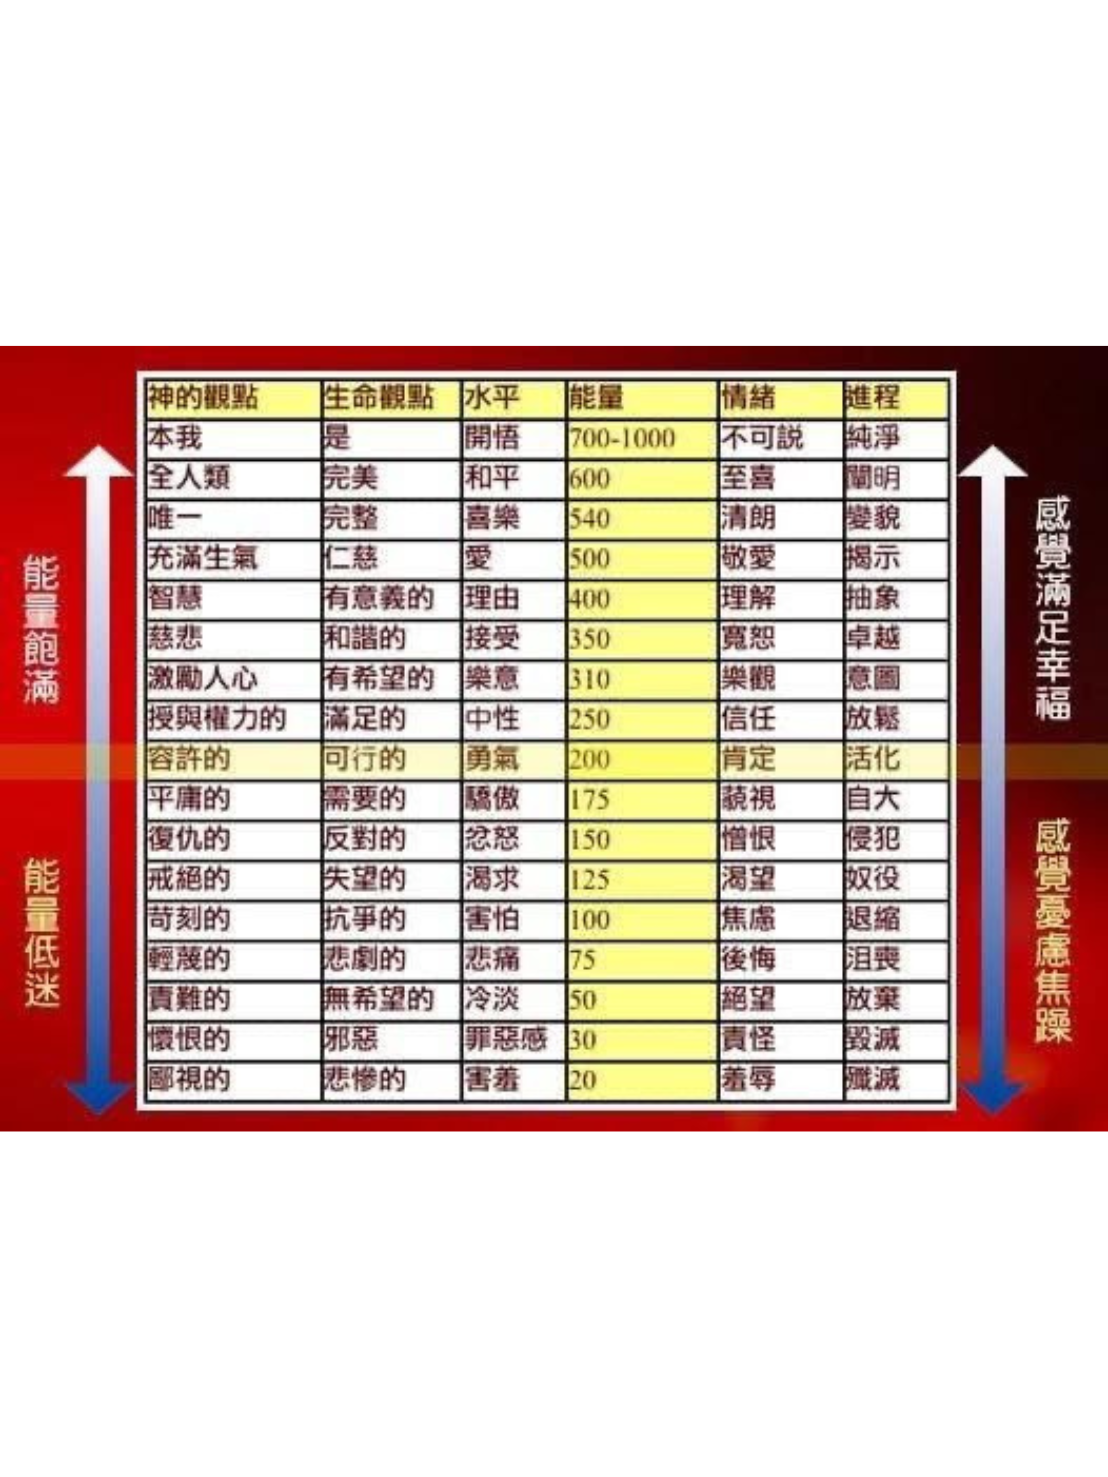 神的觀點 生命觀點 水平 能量 情緒 進程
本我 是 開悟 700-1000 不可説 純淨
全人類 完美 和平 600 至喜 闡明
唯一 完整 喜樂 540 清朗 變貌
充滿生氣 仁慈 愛 500 敬愛 揭示
智慧 有意義的 理由 400 理解 抽象
慈悲 和諧的 接受 350 寬恕 卓越
激勵人心 有希望的 樂意 310 樂觀 意圖
授與權力的 滿足的 中性 250 信任 放鬆
容許的 可行的 勇氣 200 肯定 活化
平庸的 需要的 驕傲 175 藐視 自大
復仇的 反對的 忿怒 150 憎恨 侵犯
戒絕的 失望的 渴求 125 渴望 奴役
苛刻的 抗爭的 害怕 100 焦慮 退縮
輕蔑的 悲劇的 悲痛 75 後悔 沮喪
責難的 無希望的 冷淡 50 絕望 放棄
懷恨的 邪惡 罪惡感 30 責怪 毀滅
鄙視的 悲慘的 害羞 20 羞辱 殲滅
能量飽滿
能量低迷
感覺滿足幸福
感覺憂慮焦躁